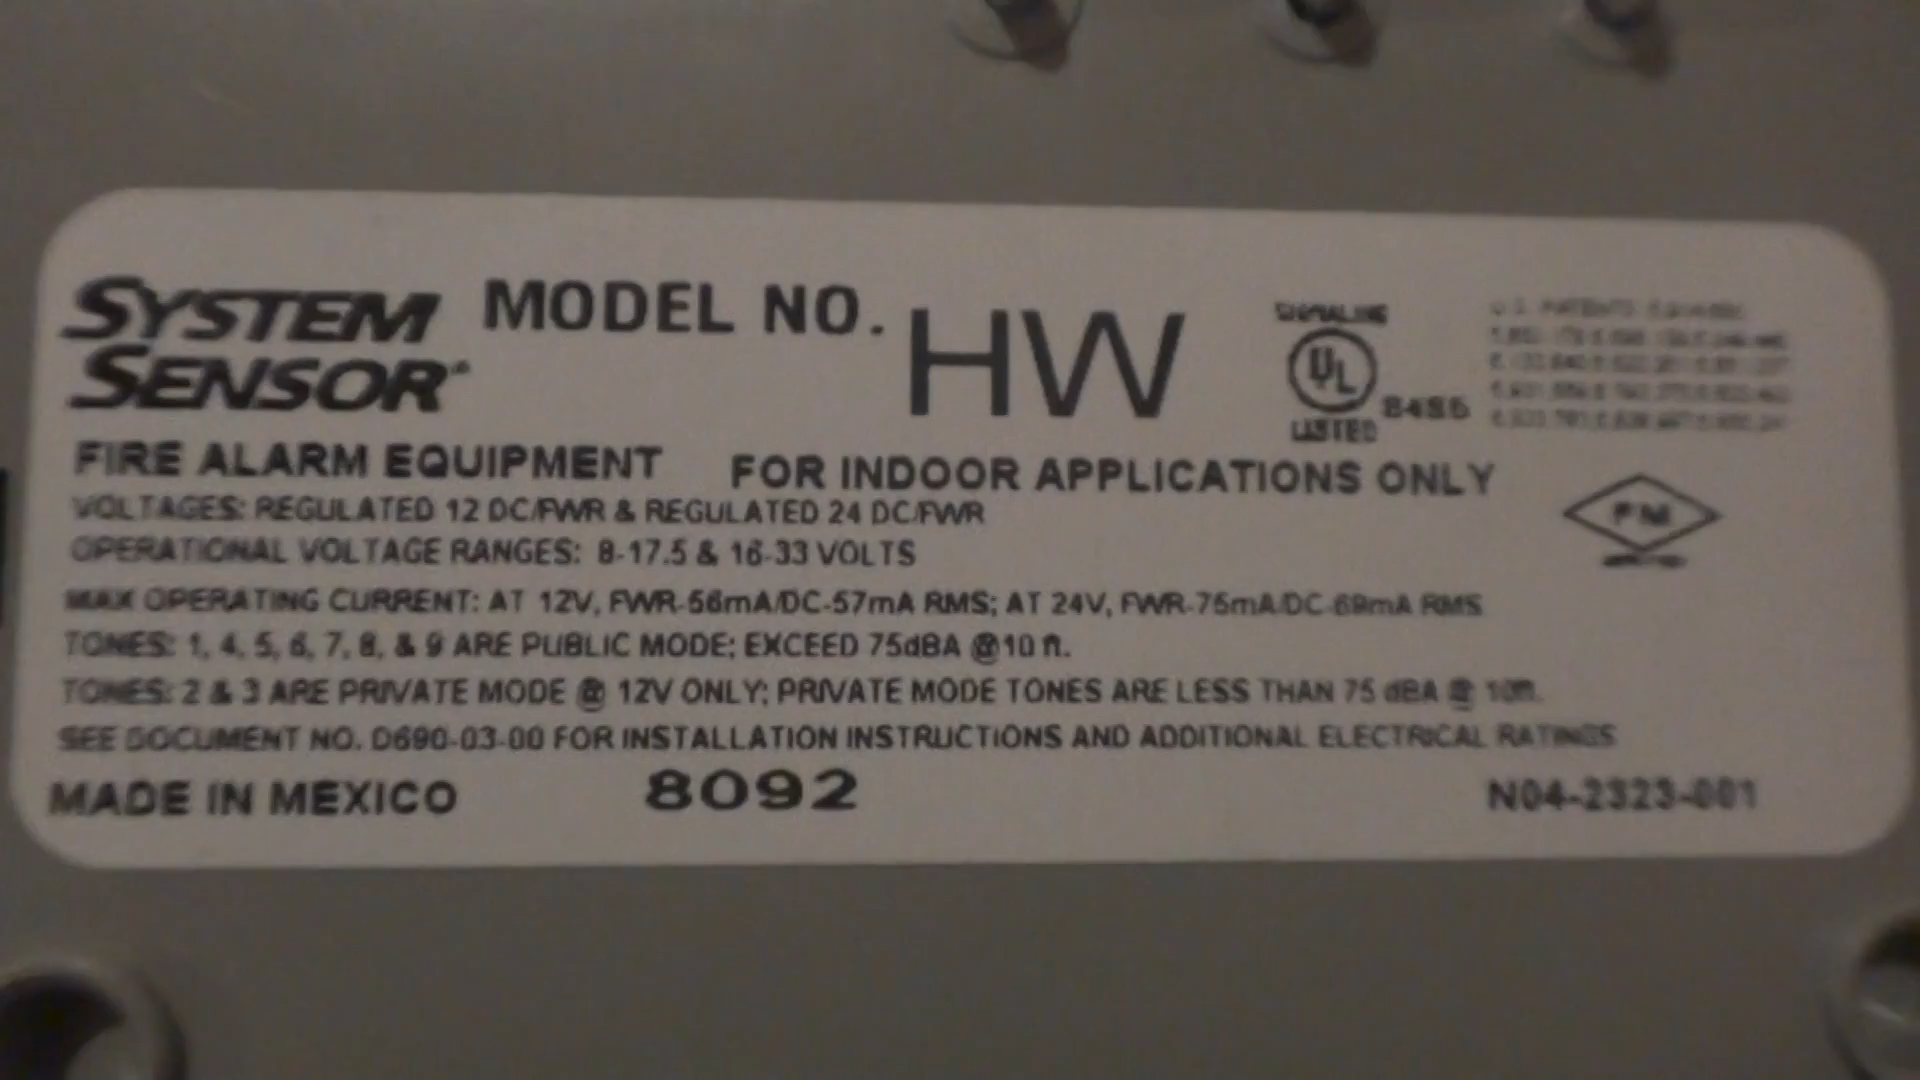 SYSTEM
SENSOR
MODEL NO. HW
SIGNALING
UL
LISTED
U.S. PATENTS
FIRE ALARM EQUIPMENT FOR INDOOR APPLICATIONS ONLY
VOLTAGES: REGULATED 12 DC/FWR & REGULATED 24 DC/FWR
FM
OPERATIONAL VOLTAGE RANGES: 8-17.5 & 16-33 VOLTS
MAX OPERATING CURRENT: AT 12V, FWR-56mA/DC-57mA RMS; AT 24V, FWR-75mA/DC-69mA RMS
TONES: 1, 4, 5, 6, 7, 8, & 9 ARE PUBLIC MODE; EXCEED 75dBA @10 ft.
TONES: 2 & 3 ARE PRIVATE MODE @ 12V ONLY; PRIVATE MODE TONES ARE LESS THAN 75 dBA @ 10ft.
SEE DOCUMENT NO. D690-03-00 FOR INSTALLATION INSTRUCTIONS AND ADDITIONAL ELECTRICAL RATINGS
MADE IN MEXICO 8092 N04-2323-001